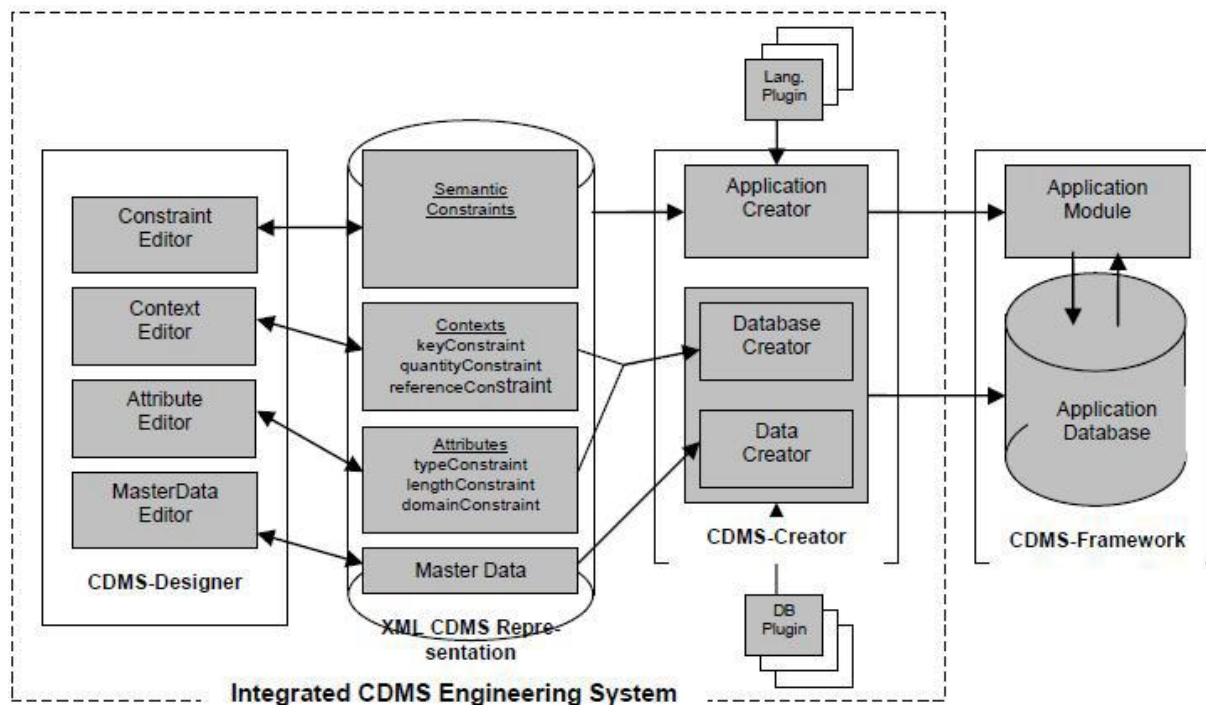 Lang.
Plugin
Constraint
Editor
Context
Editor
Attribute
Editor
MasterData
Editor
CDMS-Designer
Semantic
Constraints
Contexts
keyConstraint
quantityConstraint
referenceConstraint
Attributes
typeConstraint
lengthConstraint
domainConstraint
Master Data
XML CDMS Repre-
sentation
Application
Creator
Database
Creator
Data
Creator
CDMS-Creator
DB
Plugin
Application
Module
Application
Database
CDMS-Framework
Integrated CDMS Engineering System